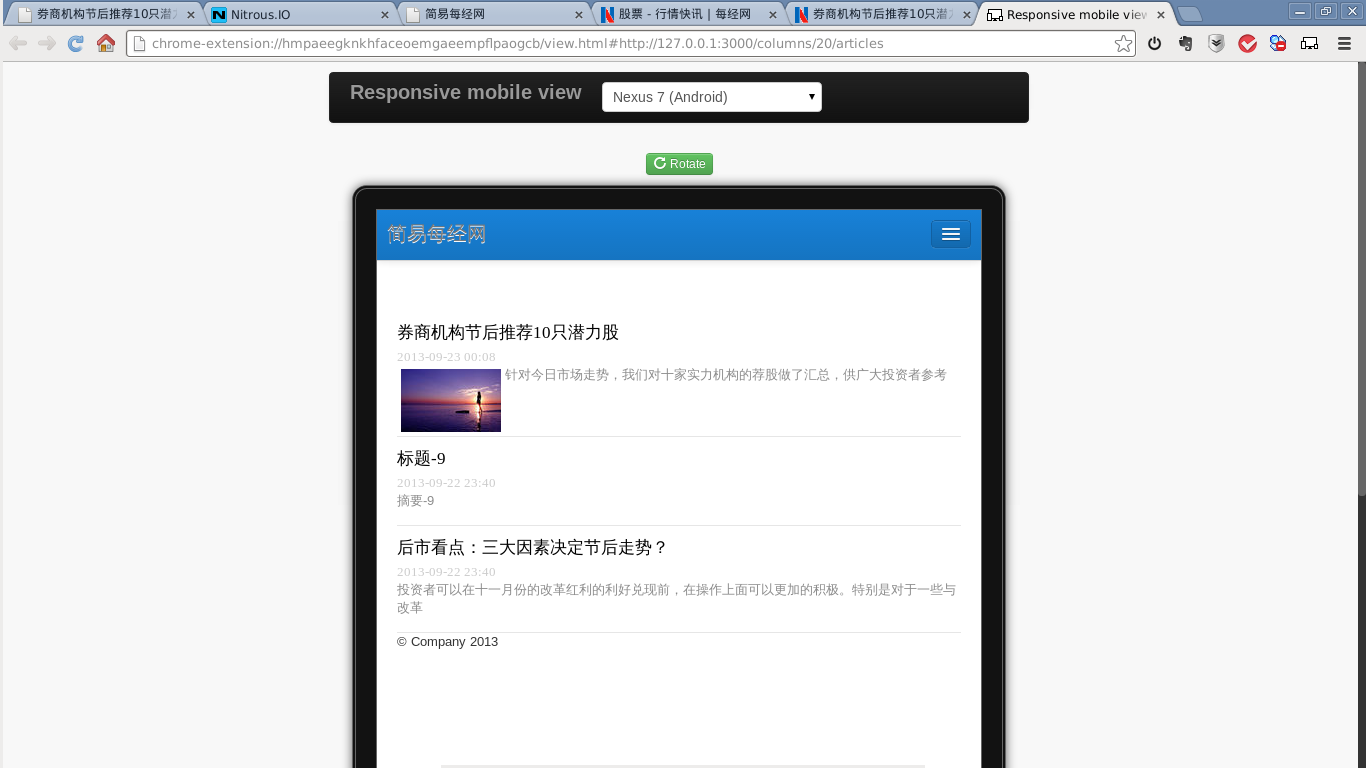 券商机构节后推荐10只潜
Nitrous.IO
简易每经网
股票 - 行情快讯 | 每经网
券商机构节后推荐10只潜
Responsive mobile view
chrome-extension://hmpaeegknkhfaceoemgaeempflpaogcb/view.html#http://127.0.0.1:3000/columns/20/articles
Responsive mobile view
Nexus 7 (Android)
Rotate
简易每经网
券商机构节后推荐10只潜力股
2013-09-23 00:08
针对今日市场走势，我们对十家实力机构的荐股做了汇总，供广大投资者参考
标题-9
2013-09-22 23:40
摘要-9
后市看点：三大因素决定节后走势？
2013-09-22 23:40
投资者可以在十一月份的改革红利的利好兑现前，在操作上面可以更加的积极。特别是对于一些与
改革
© Company 2013